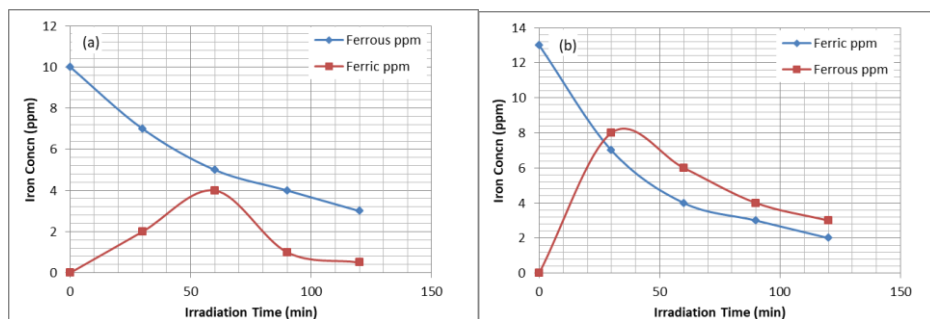 (a)
Ferrous ppm
Ferric ppm
Iron Concn (ppm)
12
10
8
6
4
2
0
0 50 100 150
Irradiation Time (min)
(b)
Ferric ppm
Ferrous ppm
Iron Concn (ppm)
14
12
10
8
6
4
2
0
0 50 100 150
Irradiation Time (min)